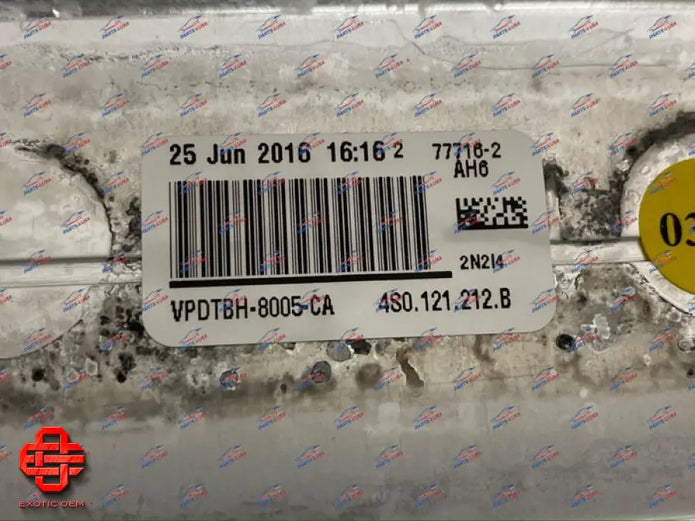 25 Jun 2016 16:16 2 77716-2
AH6
2N2I4
VPDTBH-8005-CA 4S0.121.212.B
03
EXOTIC OEM
PARTS4USA